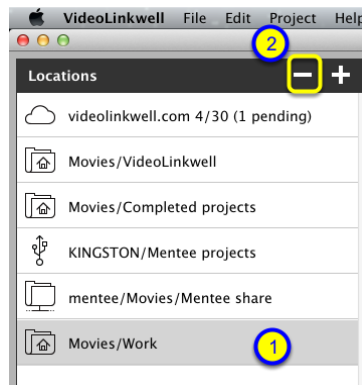 VideoLinkwell File Edit Project Help
2
Locations
videolinkwell.com 4/30 (1 pending)
Movies/VideoLinkwell
Movies/Completed projects
KINGSTON/Mentee projects
mentee/Movies/Mentee share
Movies/Work
1